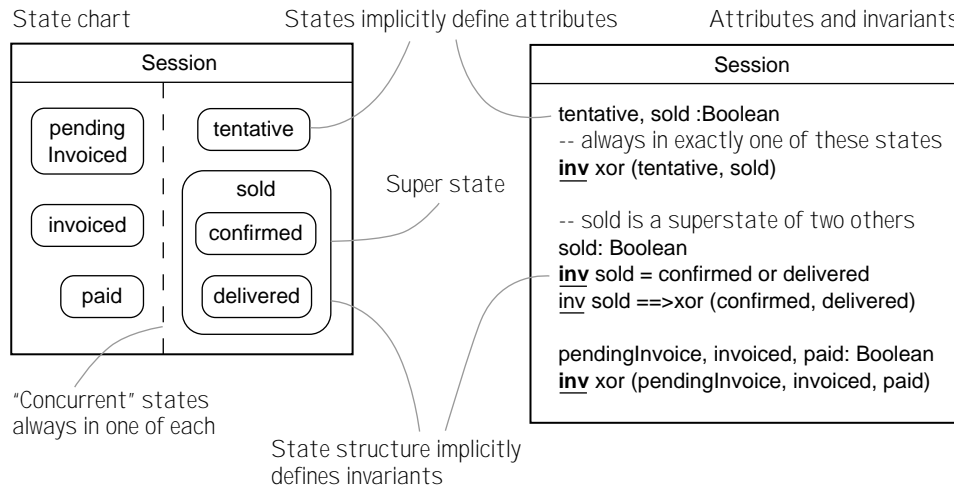 State chart
States implicitly define attributes
Attributes and invariants
Session
pending
Invoiced
invoiced
paid
tentative
sold
confirmed
delivered
Super state
"Concurrent" states
always in one of each
State structure implicitly
defines invariants
Session
tentative, sold :Boolean
-- always in exactly one of these states
inv xor (tentative, sold)
-- sold is a superstate of two others
sold: Boolean
inv sold = confirmed or delivered
inv sold ==>xor (confirmed, delivered)
pendingInvoice, invoiced, paid: Boolean
inv xor (pendingInvoice, invoiced, paid)